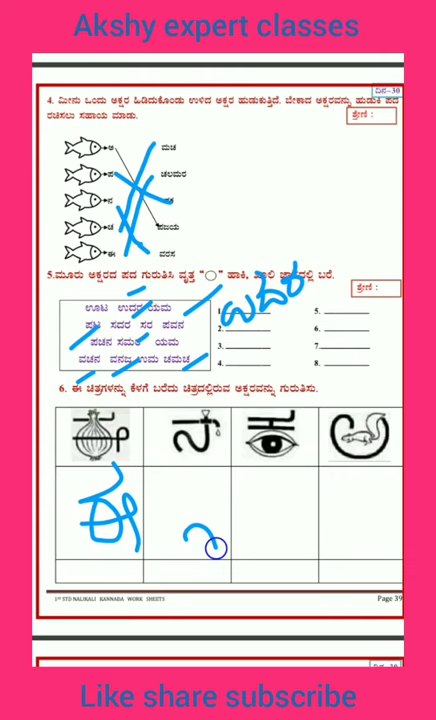 Akshy expert classes
ದಿನ-30
4. ಮೀನು ಒಂದು ಅಕ್ಷರ ಹಿಡಿದುಕೊಂಡು ಉಳಿದ ಅಕ್ಷರ ಹುಡುಕುತ್ತಿದೆ. ಬೇಕಾದ ಅಕ್ಷರವನ್ನು ಹುಡುಕಿ ಪದ
ರಚಿಸಲು ಸಹಾಯ ಮಾಡು.
ಶ್ರೇಣಿ :
ಅ ಮಚ
ಪ ಚಲಮರ
ನ
ಚ ಜಯ
ಈ ವರಸ
5.ಮೂರು ಅಕ್ಷರದ ಪದ ಗುರುತಿಸಿ ವೃತ್ತ "○" ಹಾಕಿ, ಖಾಲಿ ಜಾಗದಲ್ಲಿ ಬರೆ.
ಶ್ರೇಣಿ :
ಊಟ ಉದರ ಯಮ
ಪಟ ಸದರ ಸರ ಪವನ
ಪಚನ ಸಮಠ ಯಮ
ವಚನ ವನಜ ಉಮ ಚಮಚ
1. ಉದರ 5.
2. 6.
3. 7.
4. 8.
6. ಈ ಚಿತ್ರಗಳನ್ನು ಕೆಳಗೆ ಬರೆದು ಚಿತ್ರದಲ್ಲಿರುವ ಅಕ್ಷರವನ್ನು ಗುರುತಿಸು.
1ST STD NALIKALI KANNADA WORK SHEETS Page 39
Like share subscribe